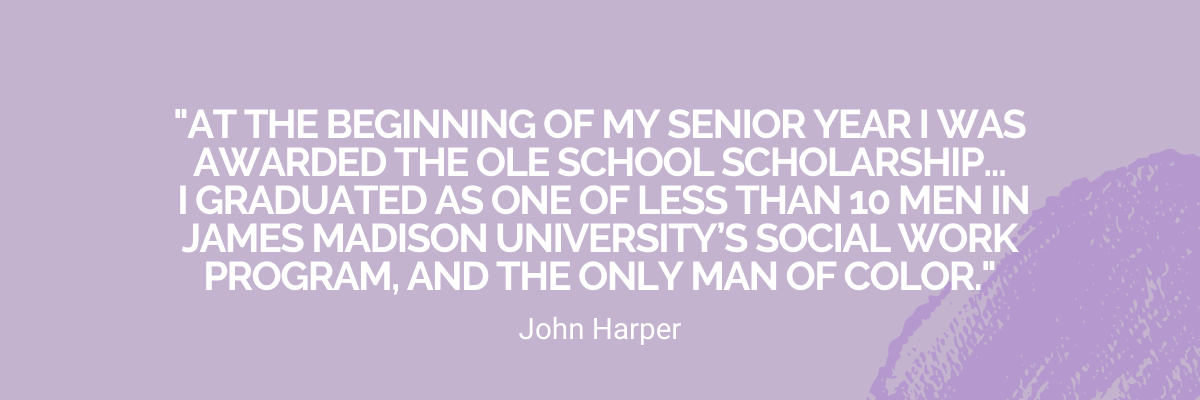 "AT THE BEGINNING OF MY SENIOR YEAR I WAS
AWARDED THE OLE SCHOOL SCHOLARSHIP...
I GRADUATED AS ONE OF LESS THAN 10 MEN IN
JAMES MADISON UNIVERSITY’S SOCIAL WORK
PROGRAM, AND THE ONLY MAN OF COLOR."
John Harper